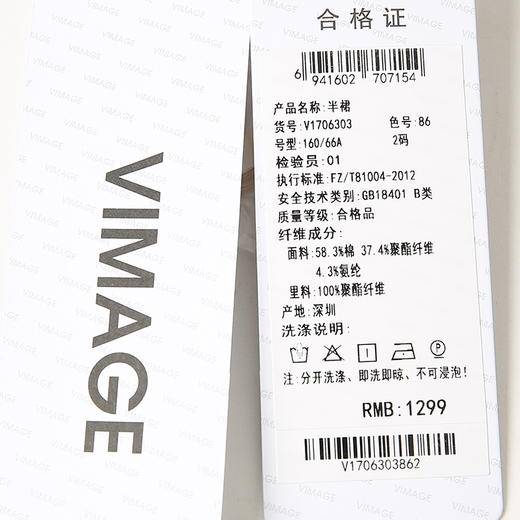 VIMAGE
合格证
6 941602 707154
产品名称:半裙
货号:V1706303 色号:86
号型:160/66A 2码
检验员:01
执行标准:FZ/T81004-2012
安全技术类别:GB18401 B类
质量等级:合格品
纤维成分:
面料:58.3%棉 37.4%聚酯纤维
4.3%氨纶
里料:100%聚酯纤维
产地:深圳
洗涤说明:
注:分开洗涤、即洗即晾、不可浸泡!
RMB:1299
V1706303862